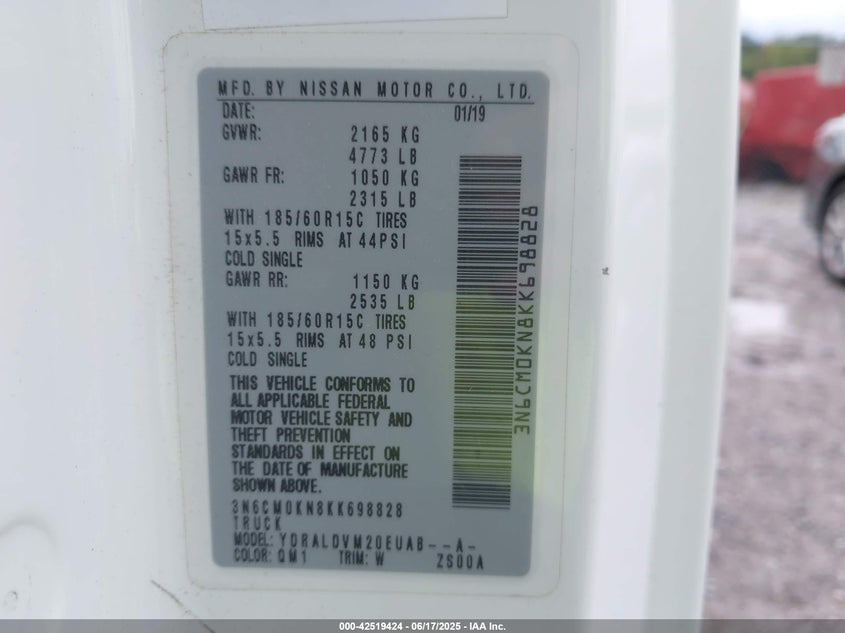 MFD. BY NISSAN MOTOR CO., LTD.
DATE: 01/19
GVWR: 2165 KG
4773 LB
GAWR FR: 1050 KG
2315 LB
WITH 185/60R15C TIRES
15x5.5 RIMS AT 44PSI
COLD SINGLE
GAWR RR: 1150 KG
2535 LB
WITH 185/60R15C TIRES
15x5.5 RIMS AT 48 PSI
COLD SINGLE
THIS VEHICLE CONFORMS TO
ALL APPLICABLE FEDERAL
MOTOR VEHICLE SAFETY AND
THEFT PREVENTION
STANDARDS IN EFFECT ON
THE DATE OF MANUFACTURE
SHOWN ABOVE.
3N6CM0KN8KK698828
TRUCK
MODEL: YDRALDVM20EUAB--A-
COLOR: QM1 TRIM: W ZS00A
3N6CM0KN8KK698828
000-42519424 - 06/17/2025 - IAA Inc.